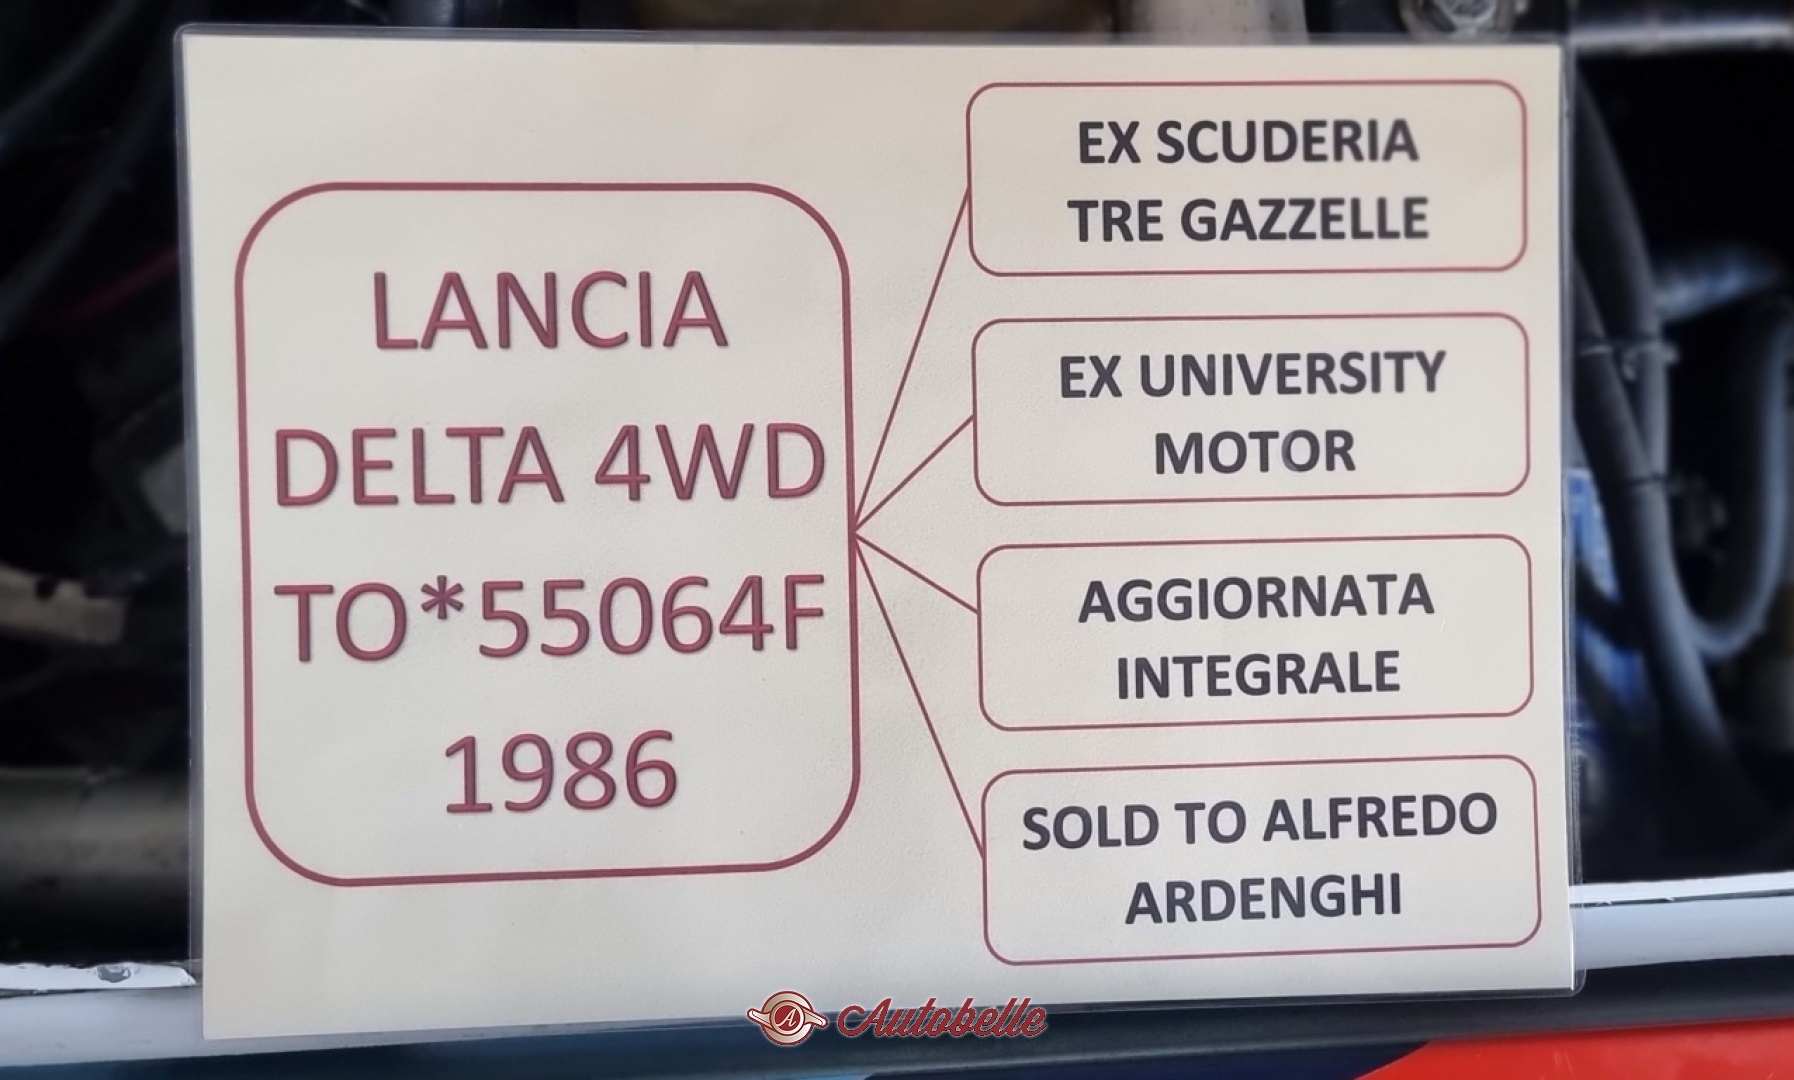 LANCIA
DELTA 4WD
TO*55064F
1986
EX SCUDERIA
TRE GAZZELLE
EX UNIVERSITY
MOTOR
AGGIORNATA
INTEGRALE
SOLD TO ALFREDO
ARDENGHI
A Autobelle